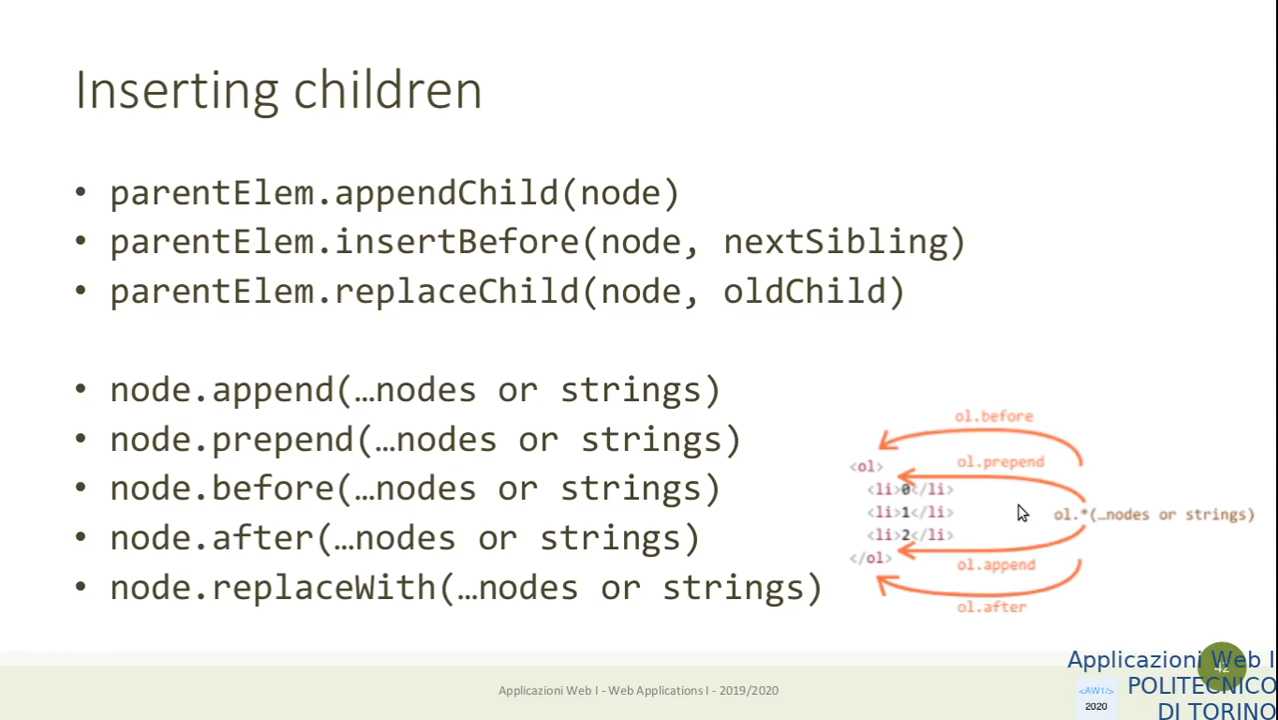 Inserting children
• parentElem.appendChild(node)
• parentElem.insertBefore(node, nextSibling)
• parentElem.replaceChild(node, oldChild)
• node.append(…nodes or strings)
• node.prepend(…nodes or strings)
• node.before(…nodes or strings)
• node.after(…nodes or strings)
• node.replaceWith(…nodes or strings)
ol.before
<ol>
ol.prepend
<li>0</li>
<li>1</li>
ol.*(…nodes or strings)
<li>2</li>
</ol>
ol.append
ol.after
Applicazioni Web I - Web Applications I - 2019/2020
42
Applicazioni Web I
POLITECNICO
DI TORINO
<AW1/>
2020